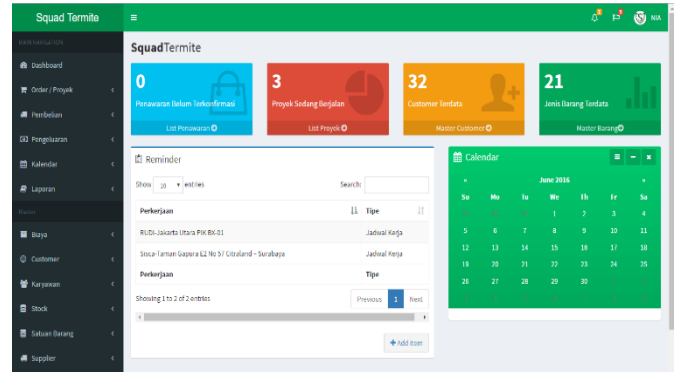 Squad Termite
NIA
MAIN NAVIGATION
SquadTermite
Dashboard
Order / Proyek
Pembelian
Pengeluaran
Kalendar
Laporan
Master
Biaya
Customer
Karyawan
Stock
Satuan Barang
Supplier
0
Penawaran Belum Terkonfirmasi
List Penawaran
3
Proyek Sedang Berjalan
List Proyek
32
Customer Terdata
Master Customer
21
Jenis Barang Terdata
Master Barang
Reminder
Show 10 entries Search:
Perkerjaan Tipe
RUDI-Jakarta Utara PIK BX-01 Jadwal Kerja
Sisca-Taman Gapura E2 No 57 Citraland - Surabaya Jadwal Kerja
Perkerjaan Tipe
Showing 1 to 2 of 2 entries Previous 1 Next
+ Add item
Calendar
« June 2016 »
Su Mo Tu We Th Fr Sa
1 2 3 4
5 6 7 8 9 10 11
12 13 14 15 16 17 18
19 20 21 22 23 24 25
26 27 28 29 30